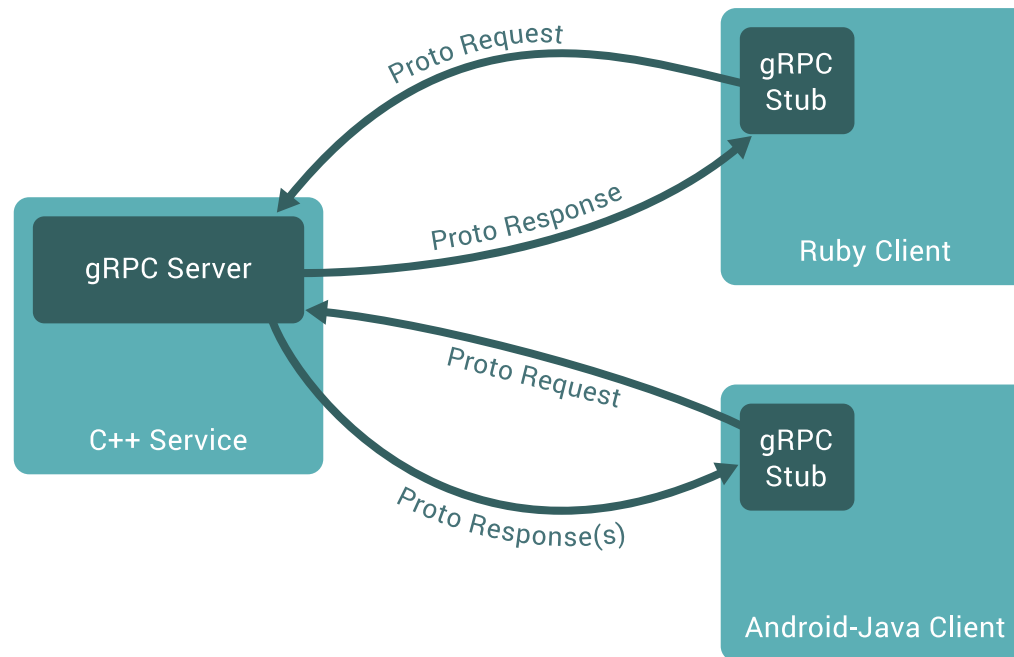 Proto Request
gRPC
Stub
Proto Response
Ruby Client
gRPC Server
C++ Service
Proto Request
gRPC
Stub
Proto Response(s)
Android-Java Client